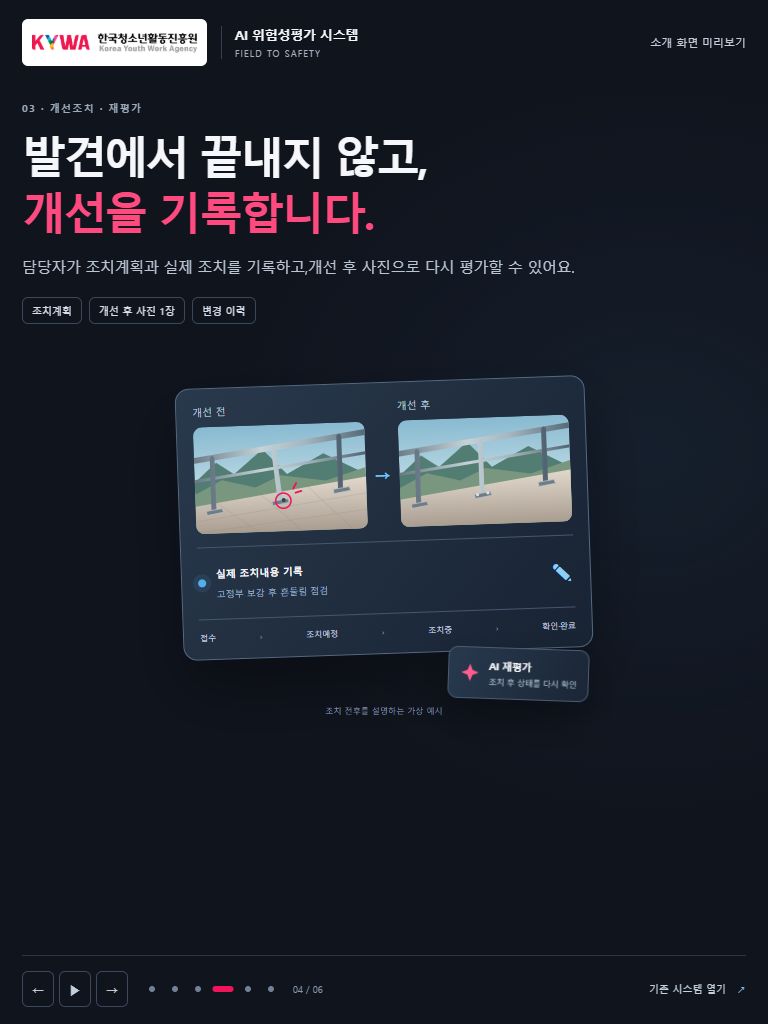 KYWA 한국청소년활동진흥원
Korea Youth Work Agency
AI 위험성평가 시스템
FIELD TO SAFETY
소개 화면 미리보기
03 · 개선조치 · 재평가
발견에서 끝내지 않고,
개선을 기록합니다.
담당자가 조치계획과 실제 조치를 기록하고,개선 후 사진으로 다시 평가할 수 있어요.
조치계획
개선 후 사진 1장
변경 이력
개선 전
개선 후
실제 조치내용 기록
고정부 보강 후 흔들림 점검
접수 › 조치예정 › 조치중 › 확인·완료
AI 재평가
조치 후 상태를 다시 확인
조치 전후를 설명하는 가상 예시
04 / 06
기존 시스템 열기 ↗